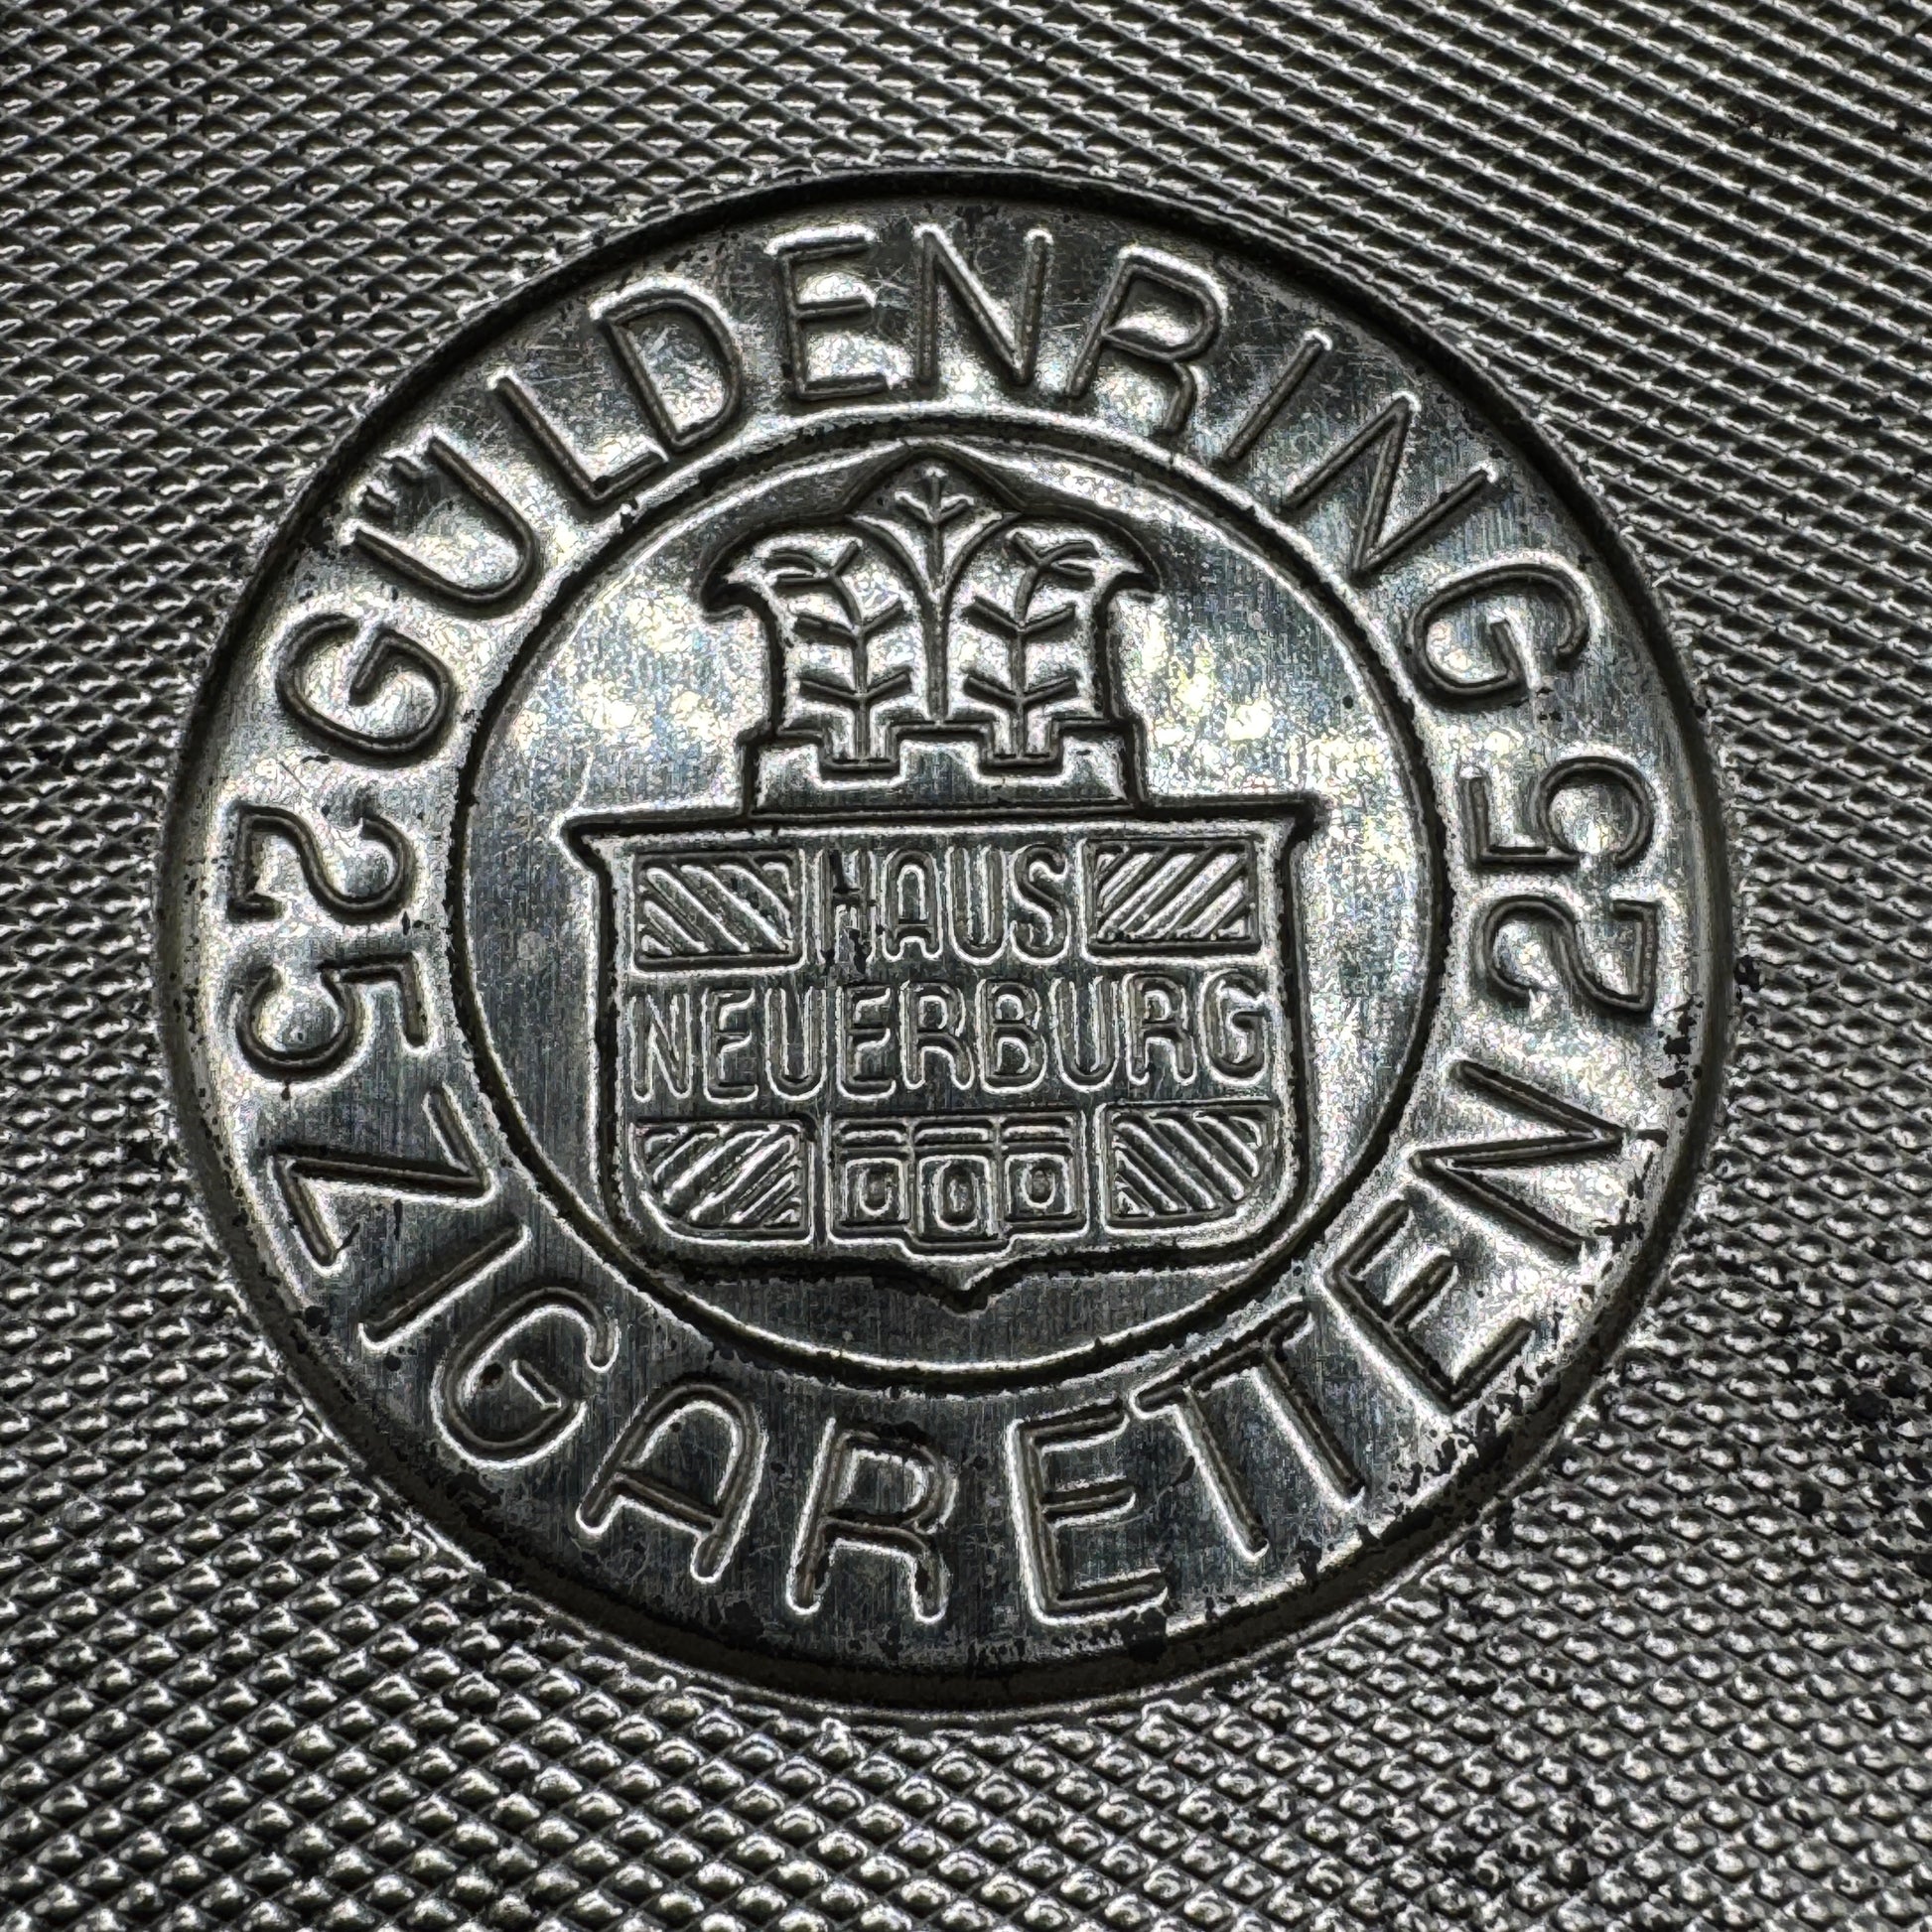 GÜLDENRING
25
25
ZIGARETTEN
HAUS
NEUERBURG